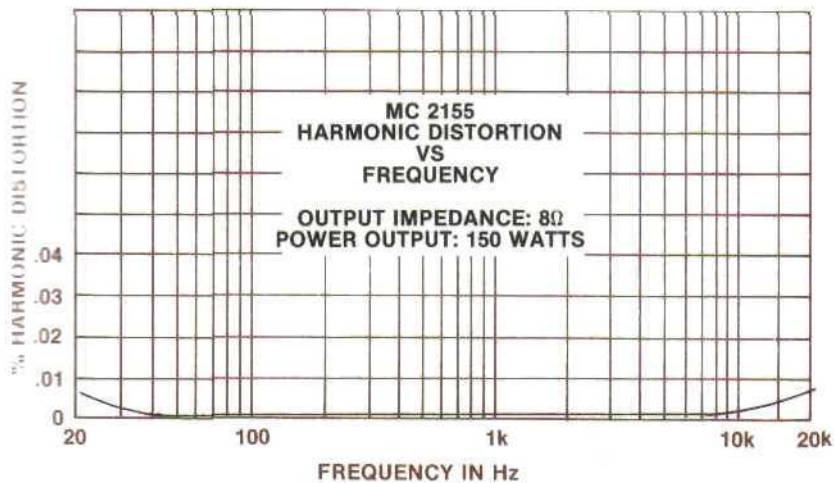 MC 2155
HARMONIC DISTORTION
VS
FREQUENCY
OUTPUT IMPEDANCE: 8Ω
POWER OUTPUT: 150 WATTS
% HARMONIC DISTORTION
.04
.03
.02
.01
0
20 100 1k 10k 20k
FREQUENCY IN Hz